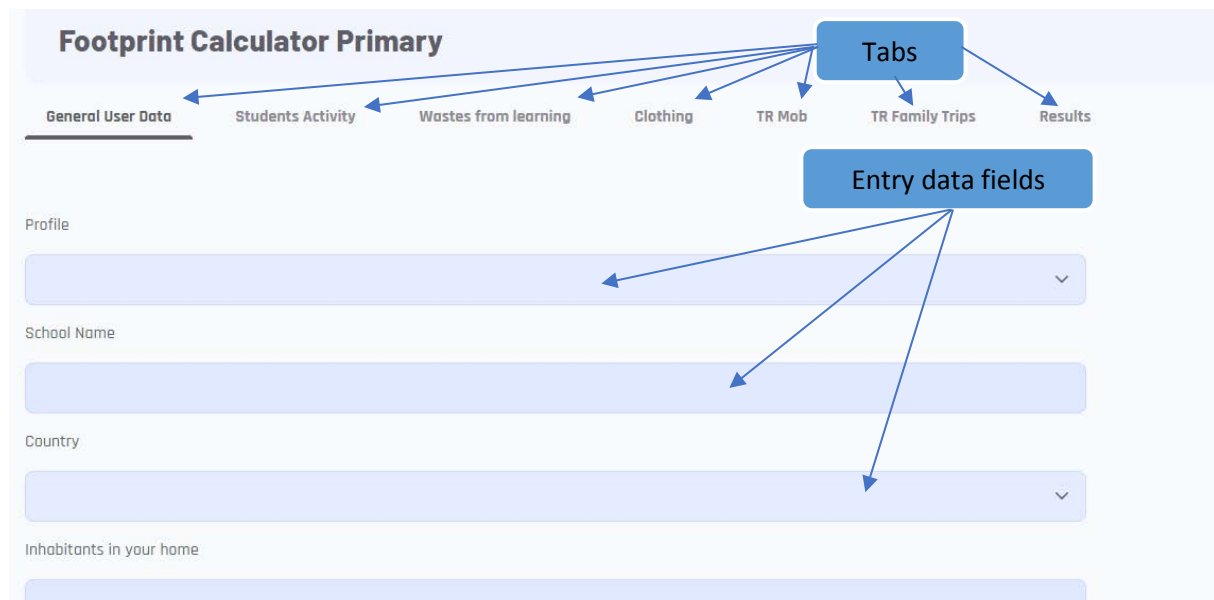 Footprint Calculator Primary
Tabs
General User Data Students Activity Wastes from learning Clothing TR Mob TR Family Trips Results
Entry data fields
Profile
School Name
Country
Inhabitants in your home